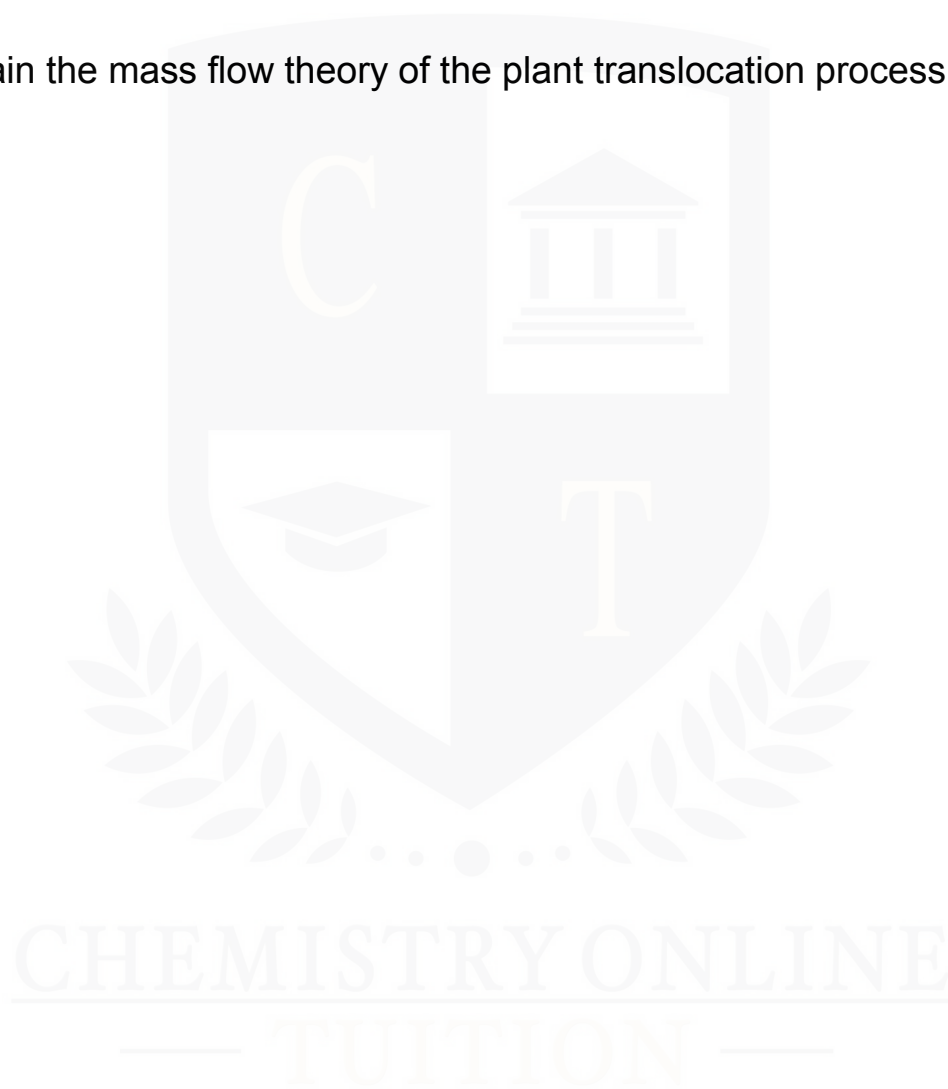 ain the mass flow theory of the plant translocation process
C
T
CHEMISTRY ONLINE
— TUITION —